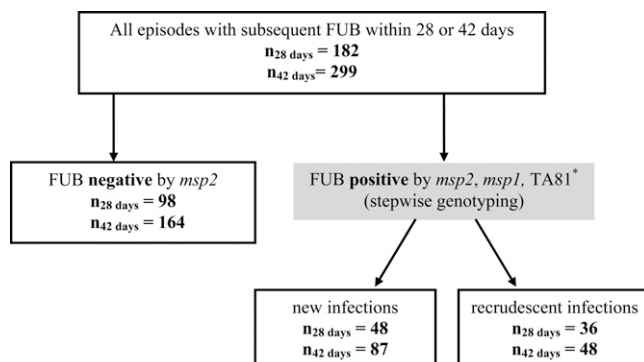 All episodes with subsequent FUB within 28 or 42 days
n28 days = 182
n42 days= 299
FUB negative by msp2
n28 days = 98
n42 days = 164
FUB positive by msp2, msp1, TA81*
(stepwise genotyping)
new infections
n28 days = 48
n42 days = 87
recrudescent infections
n28 days = 36
n42 days = 48